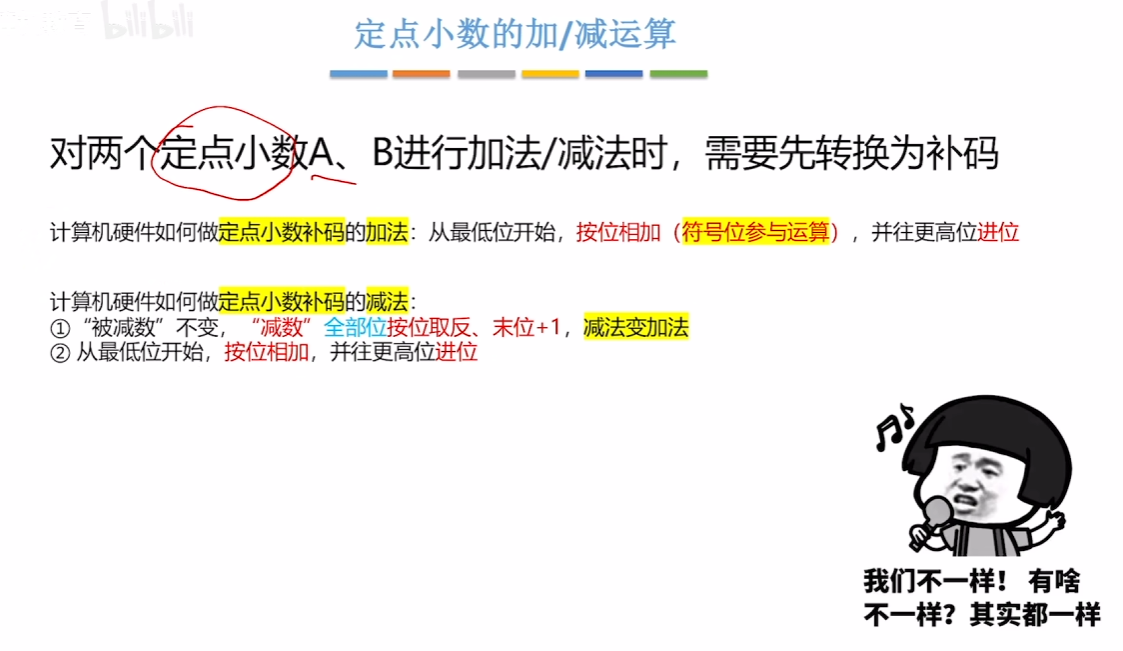 bilibili
定点小数的加/减运算
对两个定点小数A、B进行加法/减法时，需要先转换为补码
计算机硬件如何做定点小数补码的加法：从最低位开始，按位相加（符号位参与运算），并往更高位进位
计算机硬件如何做定点小数补码的减法：
①“被减数”不变，“减数”全部位按位取反、末位+1，减法变加法
② 从最低位开始，按位相加，并往更高位进位
我们不一样！ 有啥
不一样？其实都一样